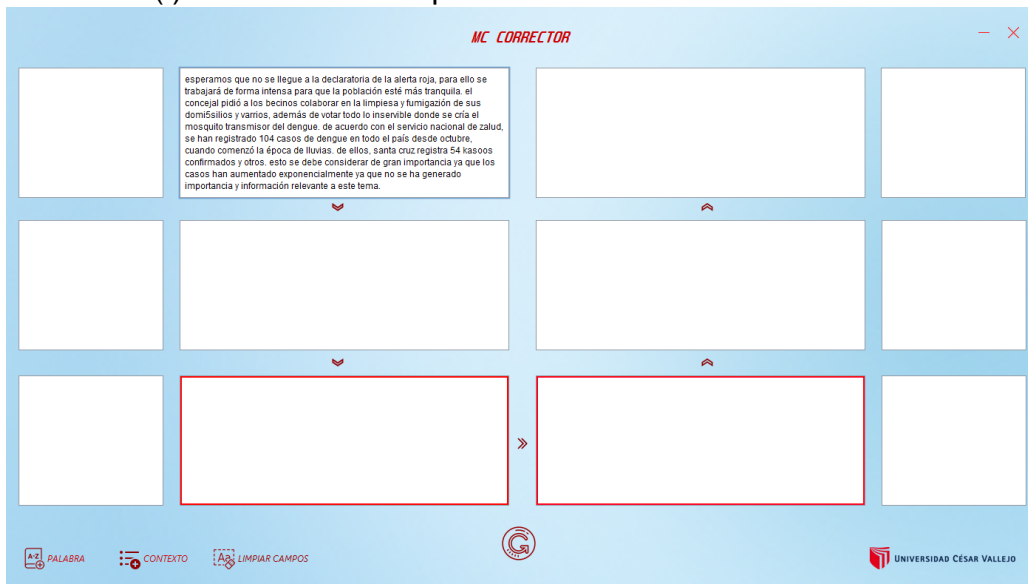 MC CORRECTOR
esperamos que no se llegue a la declaratoria de la alerta roja, para ello se
trabajará de forma intensa para que la población esté más tranquila. el
concejal pidió a los becinos colaborar en la limpiesa y fumigazión de sus
domi5silios y varrios, además de votar todo lo inservible donde se cría el
mosquito transmisor del dengue. de acuerdo con el servicio nacional de zalud,
se han registrado 104 casos de dengue en todo el país desde octubre,
cuando comenzó la época de lluvias. de ellos, santa cruz registra 54 kasoos
confirmados y otros. esto se debe considerar de gran importancia ya que los
casos han aumentado exponencialmente ya que no se ha generado
importancia y información relevante a este tema.
A-Z PALABRA
CONTEXTO
Aa LIMPIAR CAMPOS
G
UNIVERSIDAD CÉSAR VALLEJO